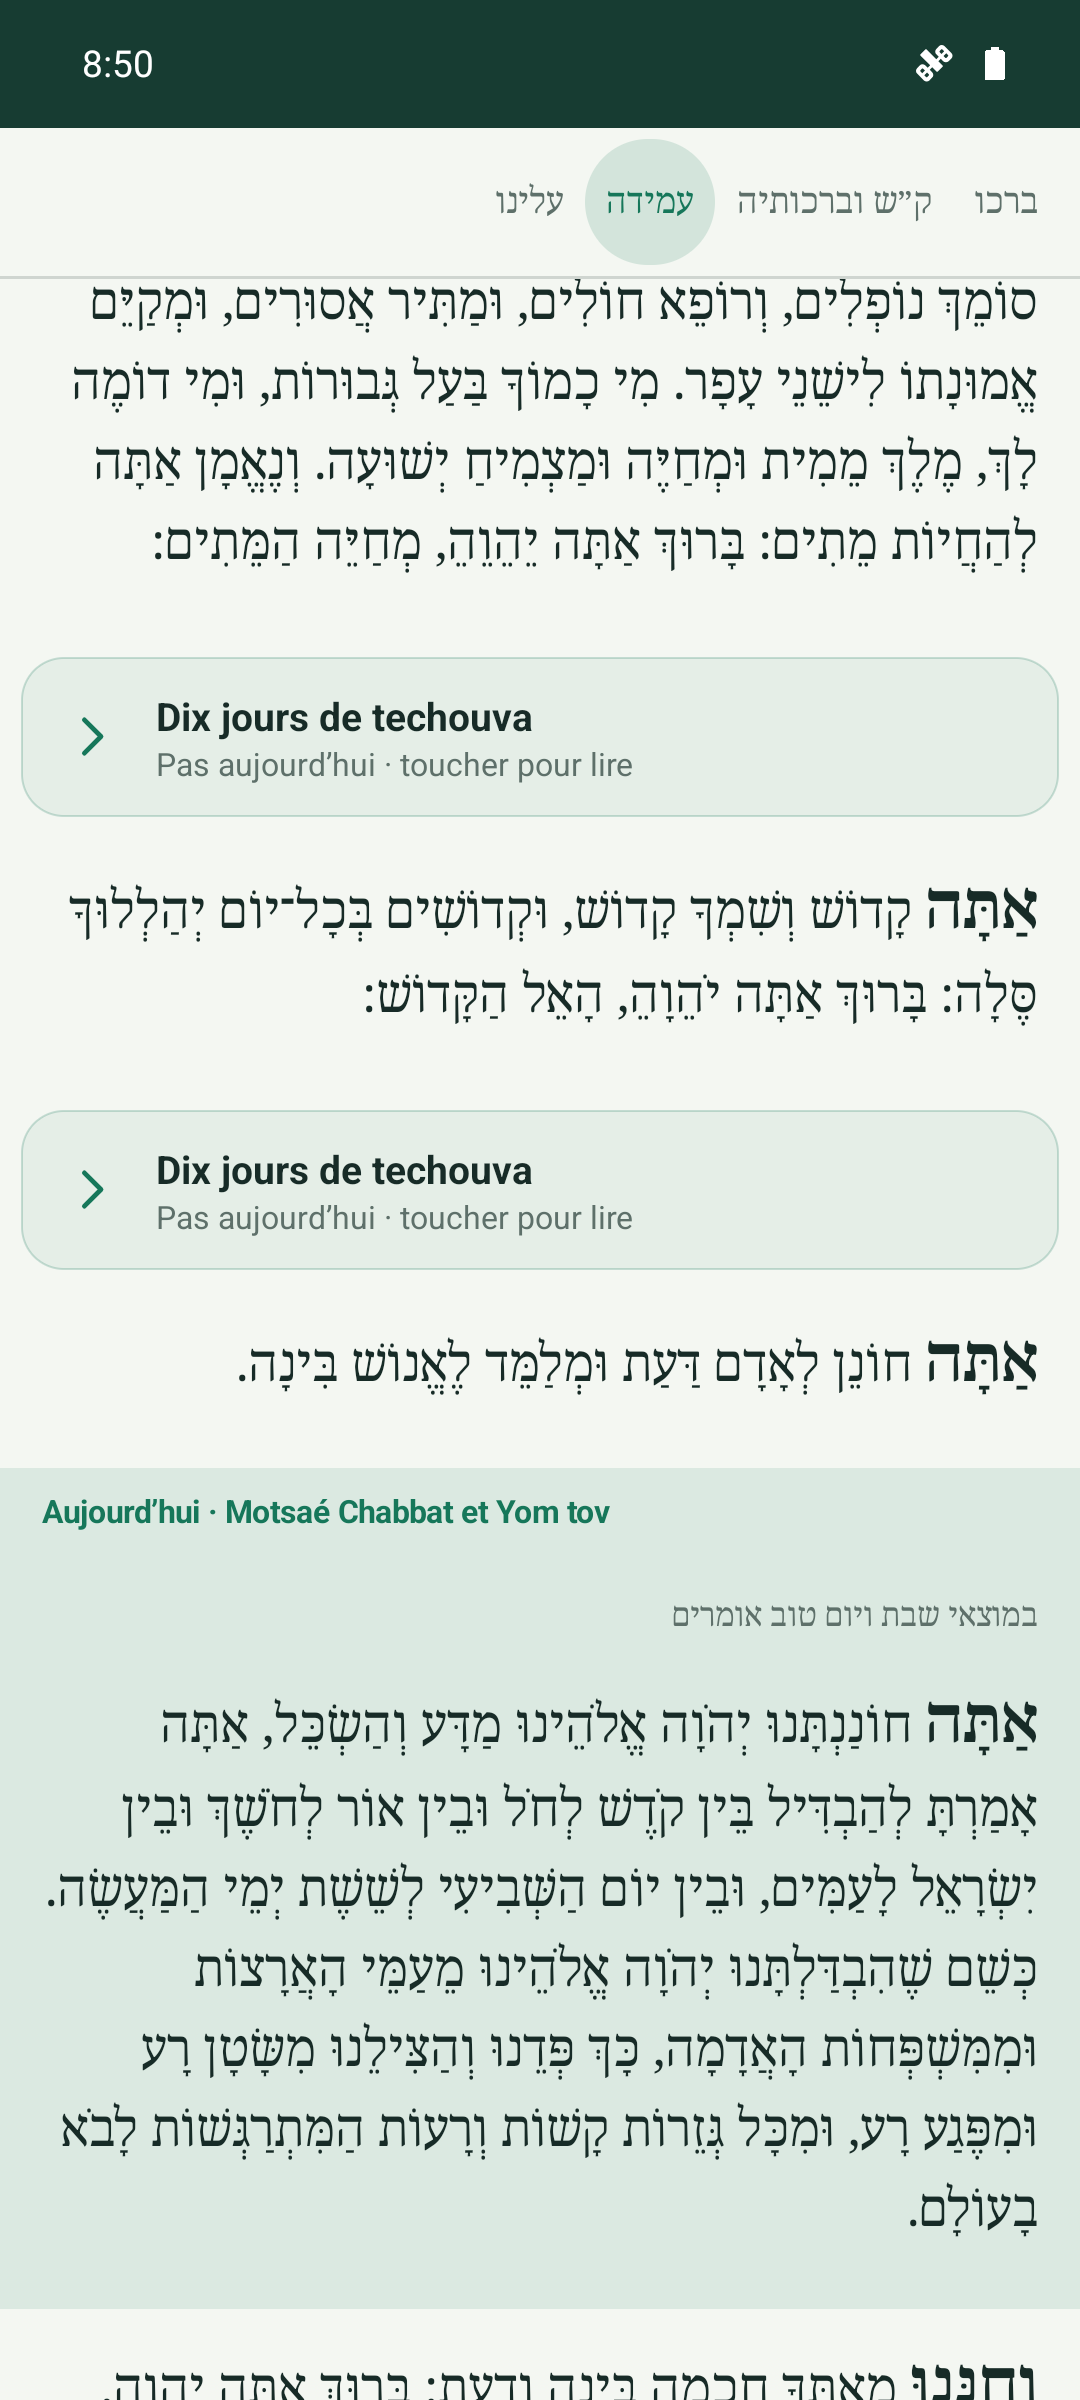 8:50
ברכו ק״ש וברכותיה עמידה עלינו
סוֹמֵךְ נוֹפְלִים, וְרוֹפֵא חוֹלִים, וּמַתִּיר אֲסוּרִים, וּמְקַיֵּם
אֱמוּנָתוֹ לִישֵׁנֵי עָפָר. מִי כָמוֹךָ בַּעַל גְּבוּרוֹת, וּמִי דוֹמֶה
לָךְ, מֶלֶךְ מֵמִית וּמְחַיֶּה וּמַצְמִיחַ יְשׁוּעָה. וְנֶאֱמָן אַתָּה
לְהַחֲיוֹת מֵתִים: בָּרוּךְ אַתָּה יֵהֵוֵהֵ, מְחַיֵּה הַמֵּתִים:
Dix jours de techouva
Pas aujourd’hui · toucher pour lire
אַתָּה קָדוֹשׁ וְשִׁמְךָ קָדוֹשׁ, וּקְדוֹשִׁים בְּכָל־יוֹם יְהַלְלוּךָ
סֶּלָה: בָּרוּךְ אַתָּה יֹהֵוָהֵ, הָאֵל הַקָּדוֹשׁ:
Dix jours de techouva
Pas aujourd’hui · toucher pour lire
אַתָּה חוֹנֵן לְאָדָם דַּעַת וּמְלַמֵּד לֶאֱנוֹשׁ בִּינָה.
Aujourd’hui · Motsaé Chabbat et Yom tov
במוצאי שבת ויום טוב אומרים
אַתָּה חוֹנַנְתָּנוּ יְהֹוָה אֱלֹהֵינוּ מַדָּע וְהַשְׂכֵּל, אַתָּה
אָמַרְתָּ לְהַבְדִּיל בֵּין קֹדֶשׁ לְחֹל וּבֵין אוֹר לְחֹשֶׁךְ וּבֵין
יִשְׂרָאֵל לָעַמִּים, וּבֵין יוֹם הַשְּׁבִיעִי לְשֵׁשֶׁת יְמֵי הַמַּעֲשֶׂה.
כְּשֵׁם שֶׁהִבְדַּלְתָּנוּ יְהֹוָה אֱלֹהֵינוּ מֵעַמֵּי הָאֲרָצוֹת
וּמִמִּשְׁפְּחוֹת הָאֲדָמָה, כָּךְ פְּדֵנוּ וְהַצִּילֵנוּ מִשָּׂטָן רָע
וּמִפֶּגַע רָע, וּמִכָּל גְּזֵרוֹת קָשׁוֹת וְרָעוֹת הַמִּתְרַגְּשׁוֹת לָבֹא
בָעוֹלָם.
וְחָנֵּנוּ מֵאִתְּךָ חָכְמָה בִּינָה וָדָעַת: בָּרוּךְ אַתָּה יהוה,